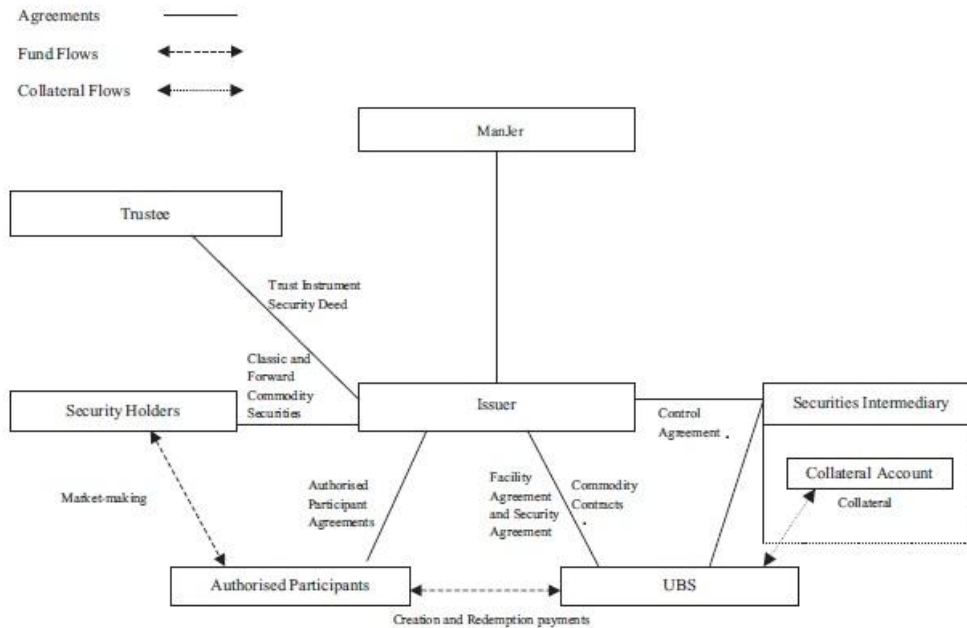 Agreements
Fund Flows
Collateral Flows
ManJer
Trustee
Trust Instrument
Security Deed
Classic and
Forward
Commodity
Securities
Security Holders
Issuer
Securities Intermediary
Control
Agreement
Collateral Account
Collateral
Market-making
Authorised
Participant
Agreements
Facility
Agreement
and Security
Agreement
Commodity
Contracts
Authorised Participants
UBS
Creation and Redemption payments